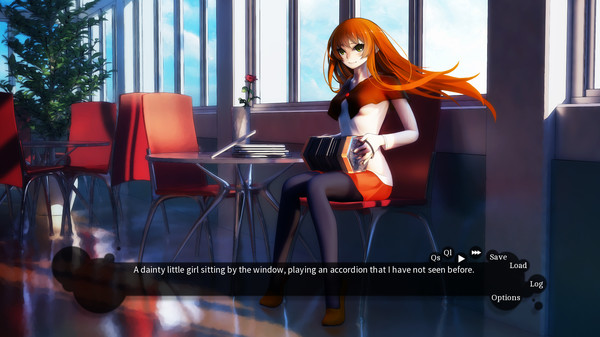 Qs Ql Save
Load
A dainty little girl sitting by the window, playing an accordion that I have not seen before.
Log
Options